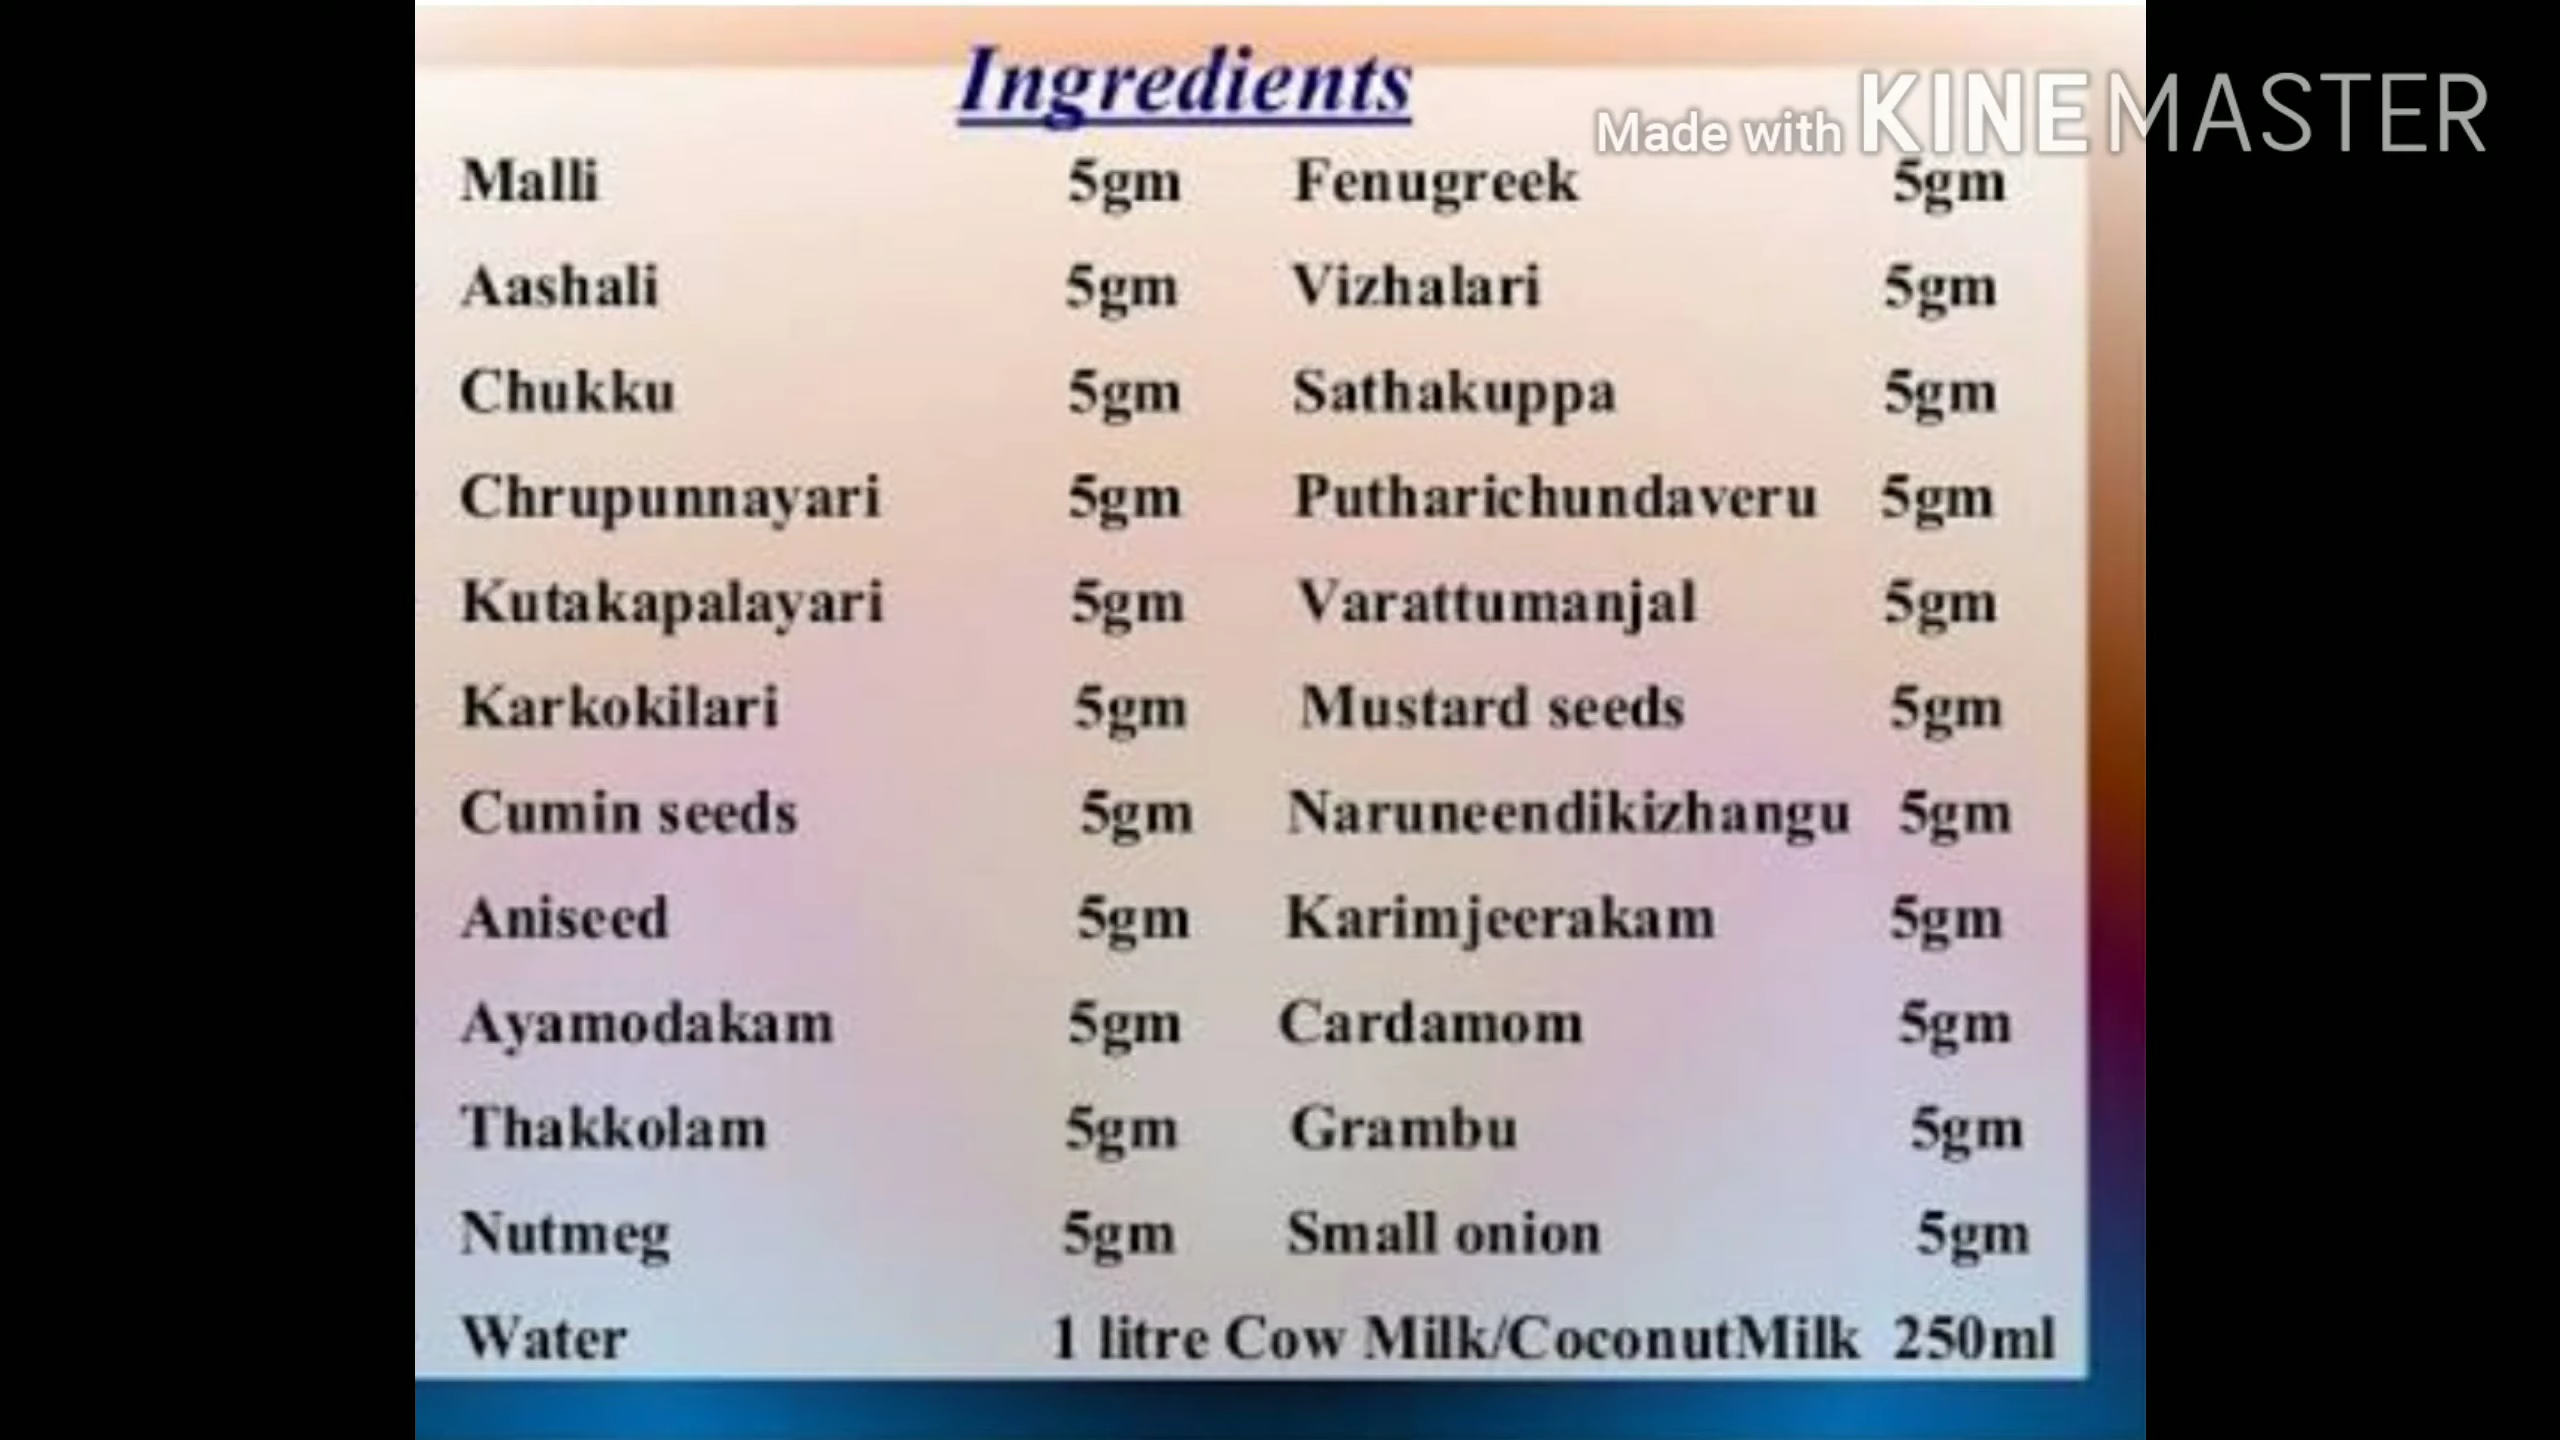 Ingredients
Made with KINEMASTER
Malli 5gm Fenugreek 5gm
Aashali 5gm Vizhalari 5gm
Chukku 5gm Sathakuppa 5gm
Chrupunnayari 5gm Putharichundaveru 5gm
Kutakapalayari 5gm Varattumanjal 5gm
Karkokilari 5gm Mustard seeds 5gm
Cumin seeds 5gm Naruneendikizhangu 5gm
Aniseed 5gm Karimjeerakam 5gm
Ayamodakam 5gm Cardamom 5gm
Thakkolam 5gm Grambu 5gm
Nutmeg 5gm Small onion 5gm
Water 1 litre Cow Milk/CoconutMilk 250ml